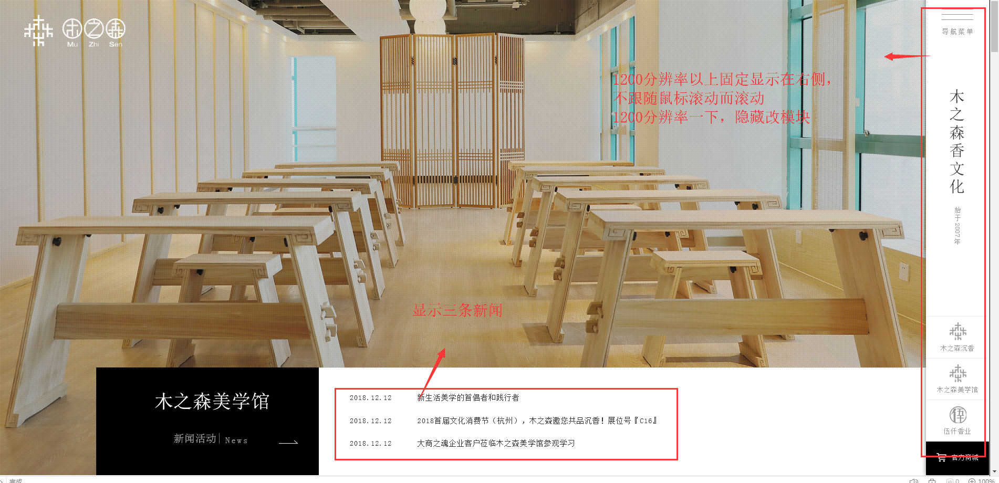 木之森
Mu Zhi Sen
导航菜单
1200分辨率以上固定显示在右侧，
不跟随鼠标滚动而滚动
1200分辨率一下，隐藏改模块
木之森香文化
始于2007年
显示三条新闻
木之森沉香
木之森美学馆
伍仟香业
官方商城
木之森美学馆
新闻活动| News
2018.12.12 新生活美学的首倡者和践行者
2018.12.12 2018首届文化消费节（杭州），木之森邀您共品沉香！展位号『C16』
2018.12.12 大商之魂企业客户莅临木之森美学馆参观学习
完成
0
100%